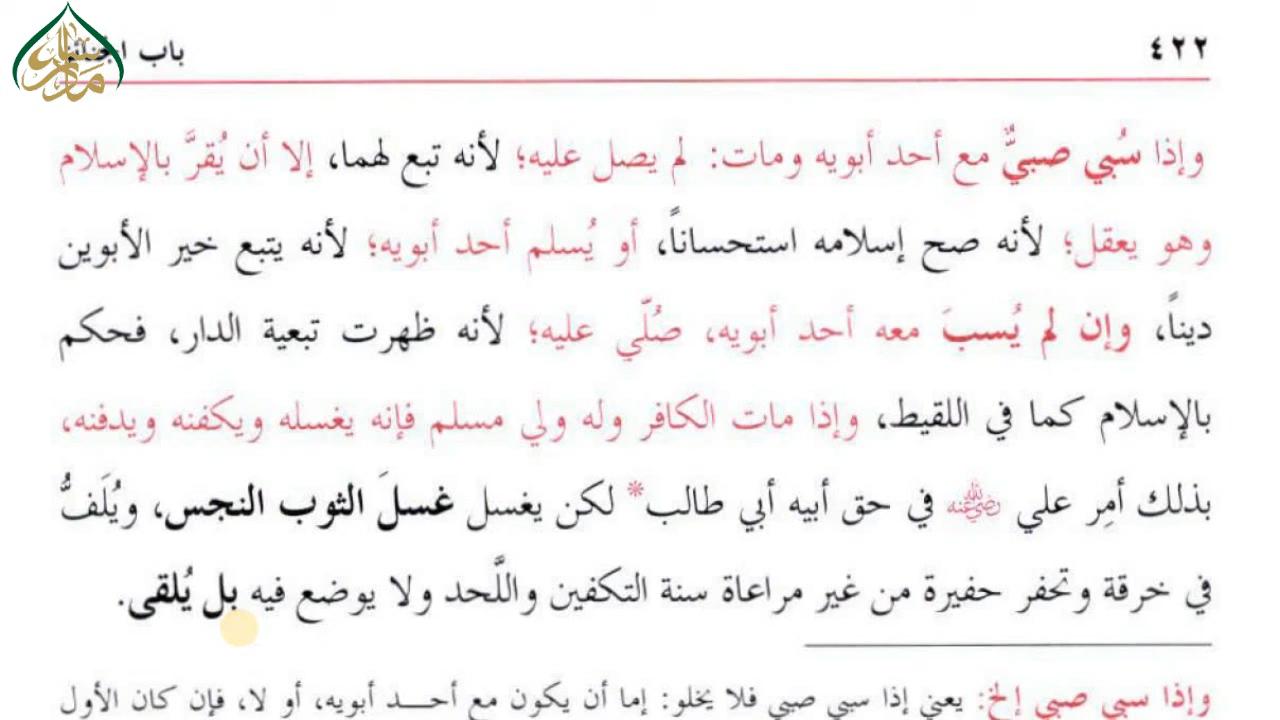 ٤٢٢ باب الجنائز
وإذا سُبي صبيٌّ مع أحد أبويه ومات: لم يصل عليه؛ لأنه تبع لهما، إلا أن يُقرَّ بالإسلام
وهو يعقل؛ لأنه صح إسلامه استحساناً، أو يُسلم أحد أبويه؛ لأنه يتبع خير الأبوين
ديناً، وإن لم يُسبَ معه أحد أبويه، صُلّي عليه؛ لأنه ظهرت تبعية الدار، فحكم
بالإسلام كما في اللقيط، وإذا مات الكافر وله ولي مسلم فإنه يغسله ويكفنه ويدفنه،
بذلك أمِر علي رضي الله عنه في حق أبيه أبي طالب* لكن يغسل غسلَ الثوب النجس، ويُلَفُّ
في خرقة وتحفر حفيرة من غير مراعاة سنة التكفين واللَّحد ولا يوضع فيه بل يُلقى.
وإذا سبي صبي إلخ: يعني إذا سبي صبي فلا يخلو: إما أن يكون مع أحـــد أبويه، أو لا، فإن كان الأول